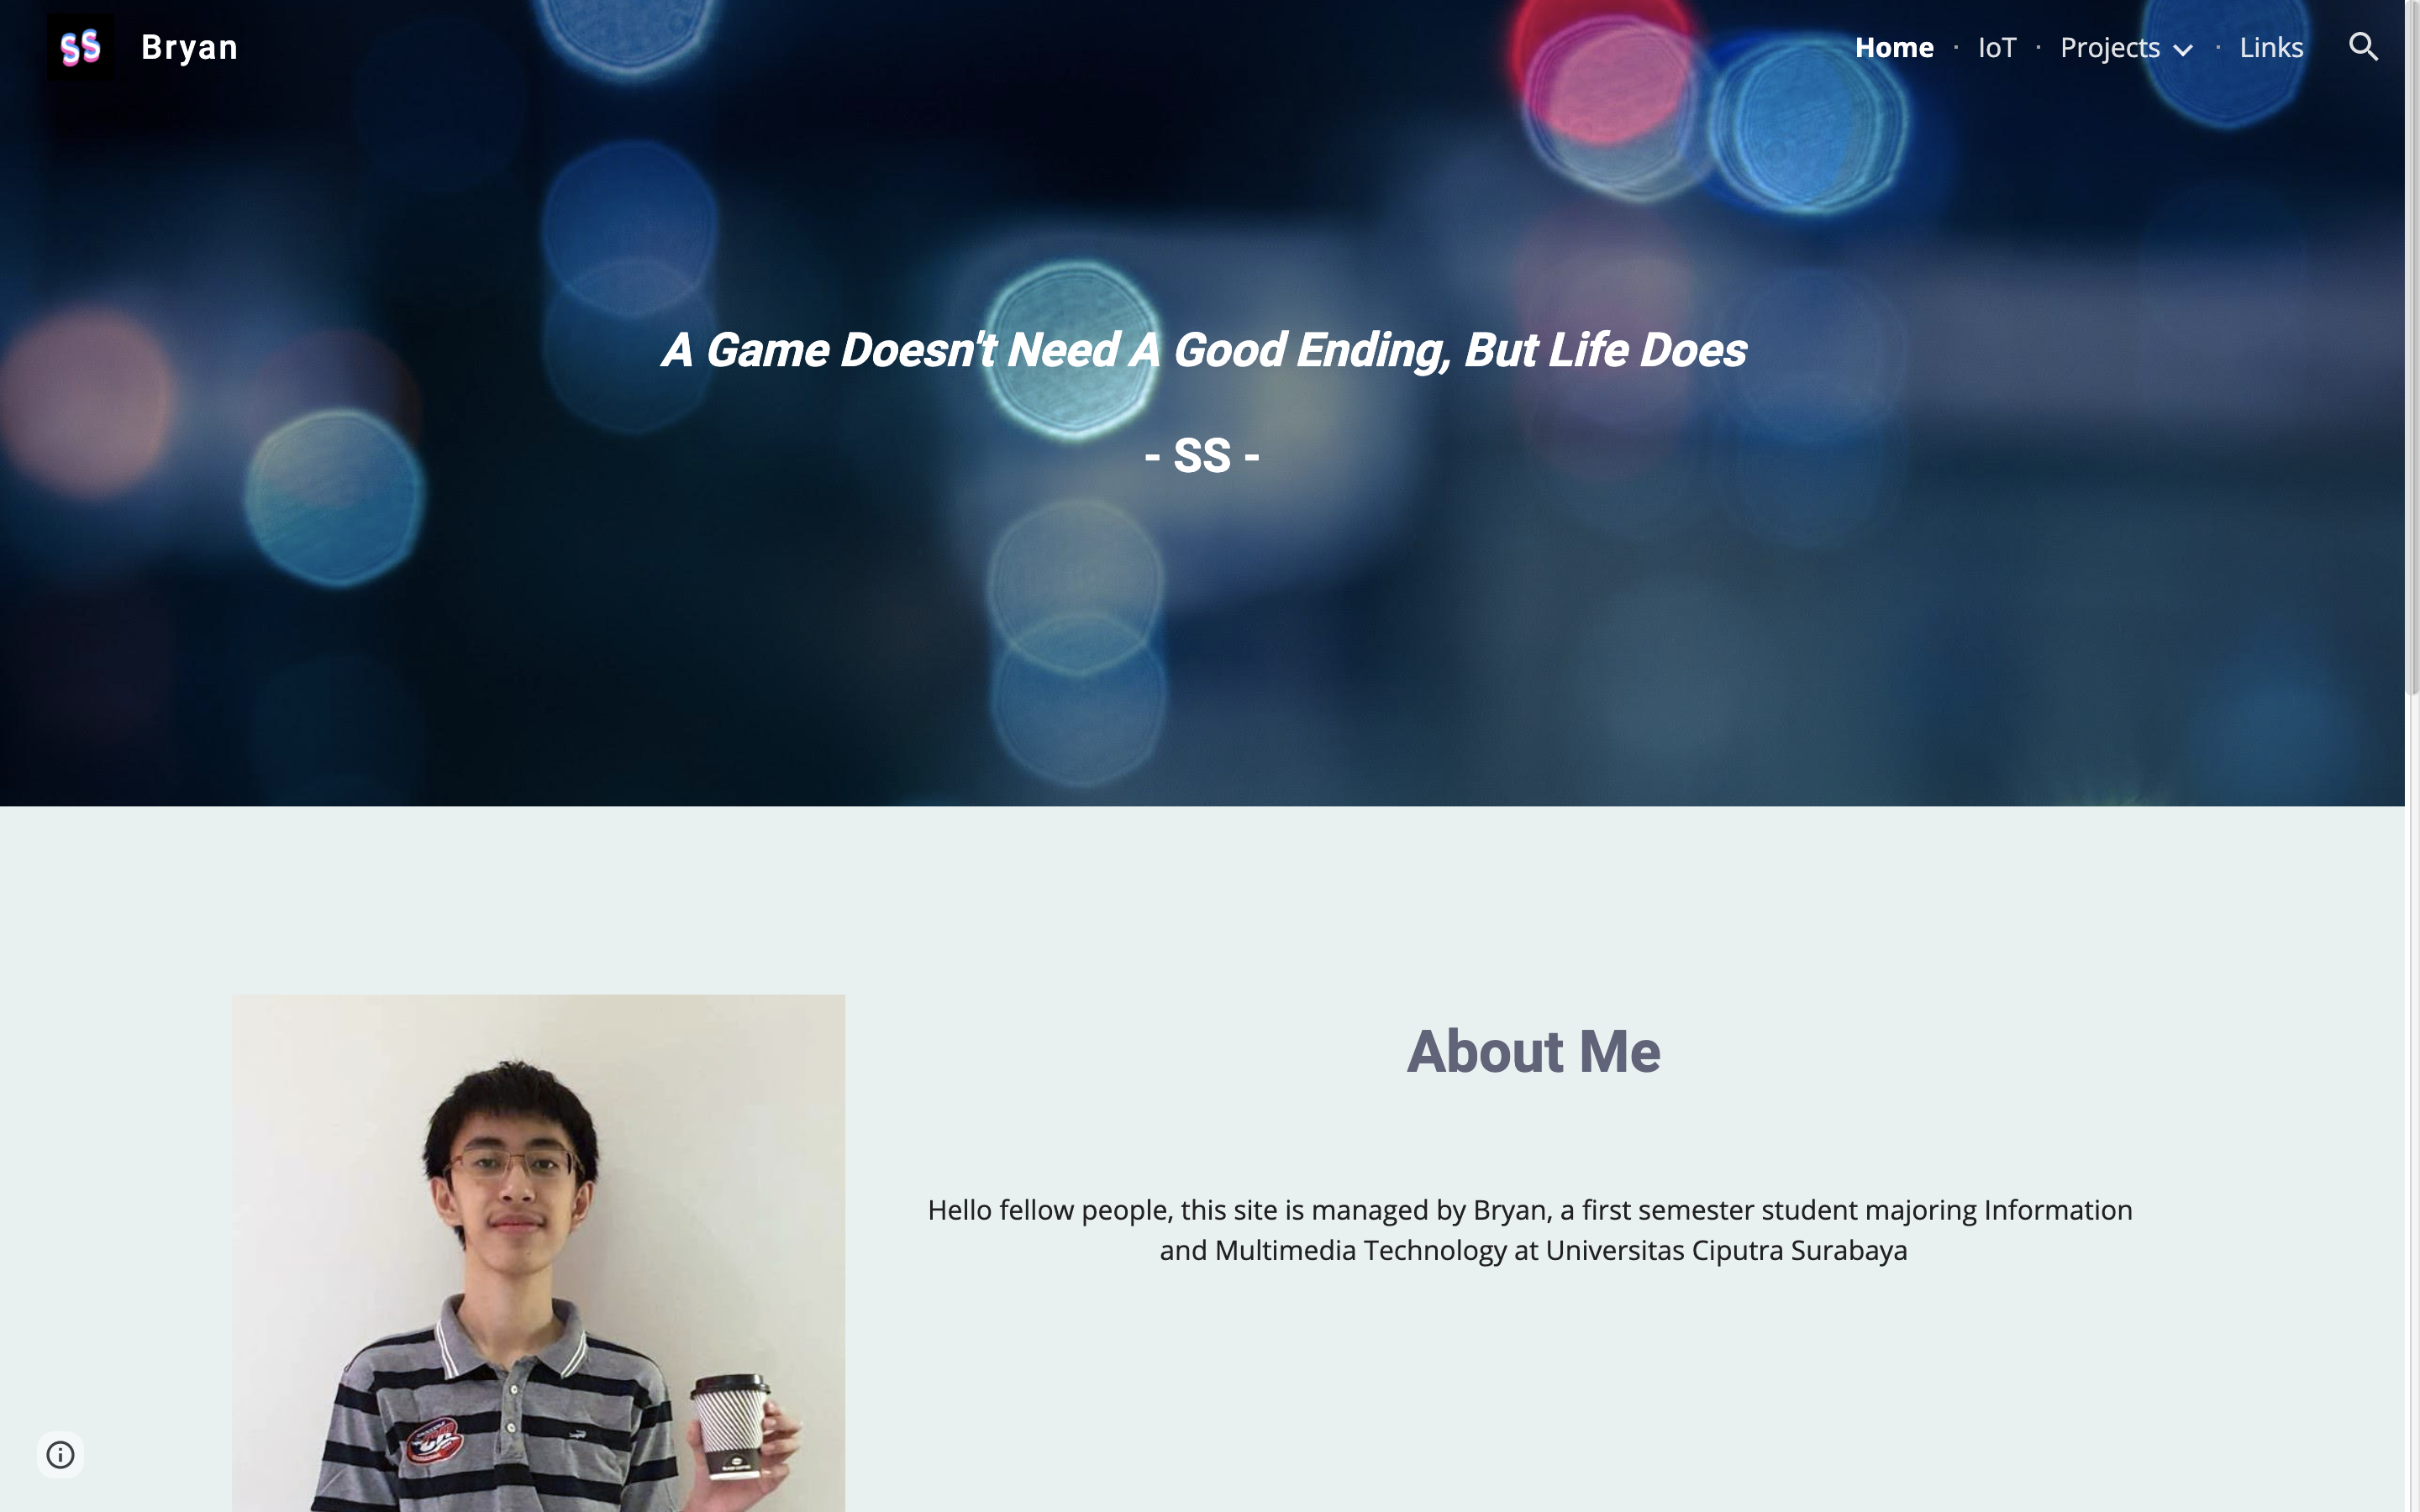 SS
Bryan
Home · IoT · Projects · Links
A Game Doesn't Need A Good Ending, But Life Does
- SS -
About Me
Hello fellow people, this site is managed by Bryan, a first semester student majoring Information
and Multimedia Technology at Universitas Ciputra Surabaya